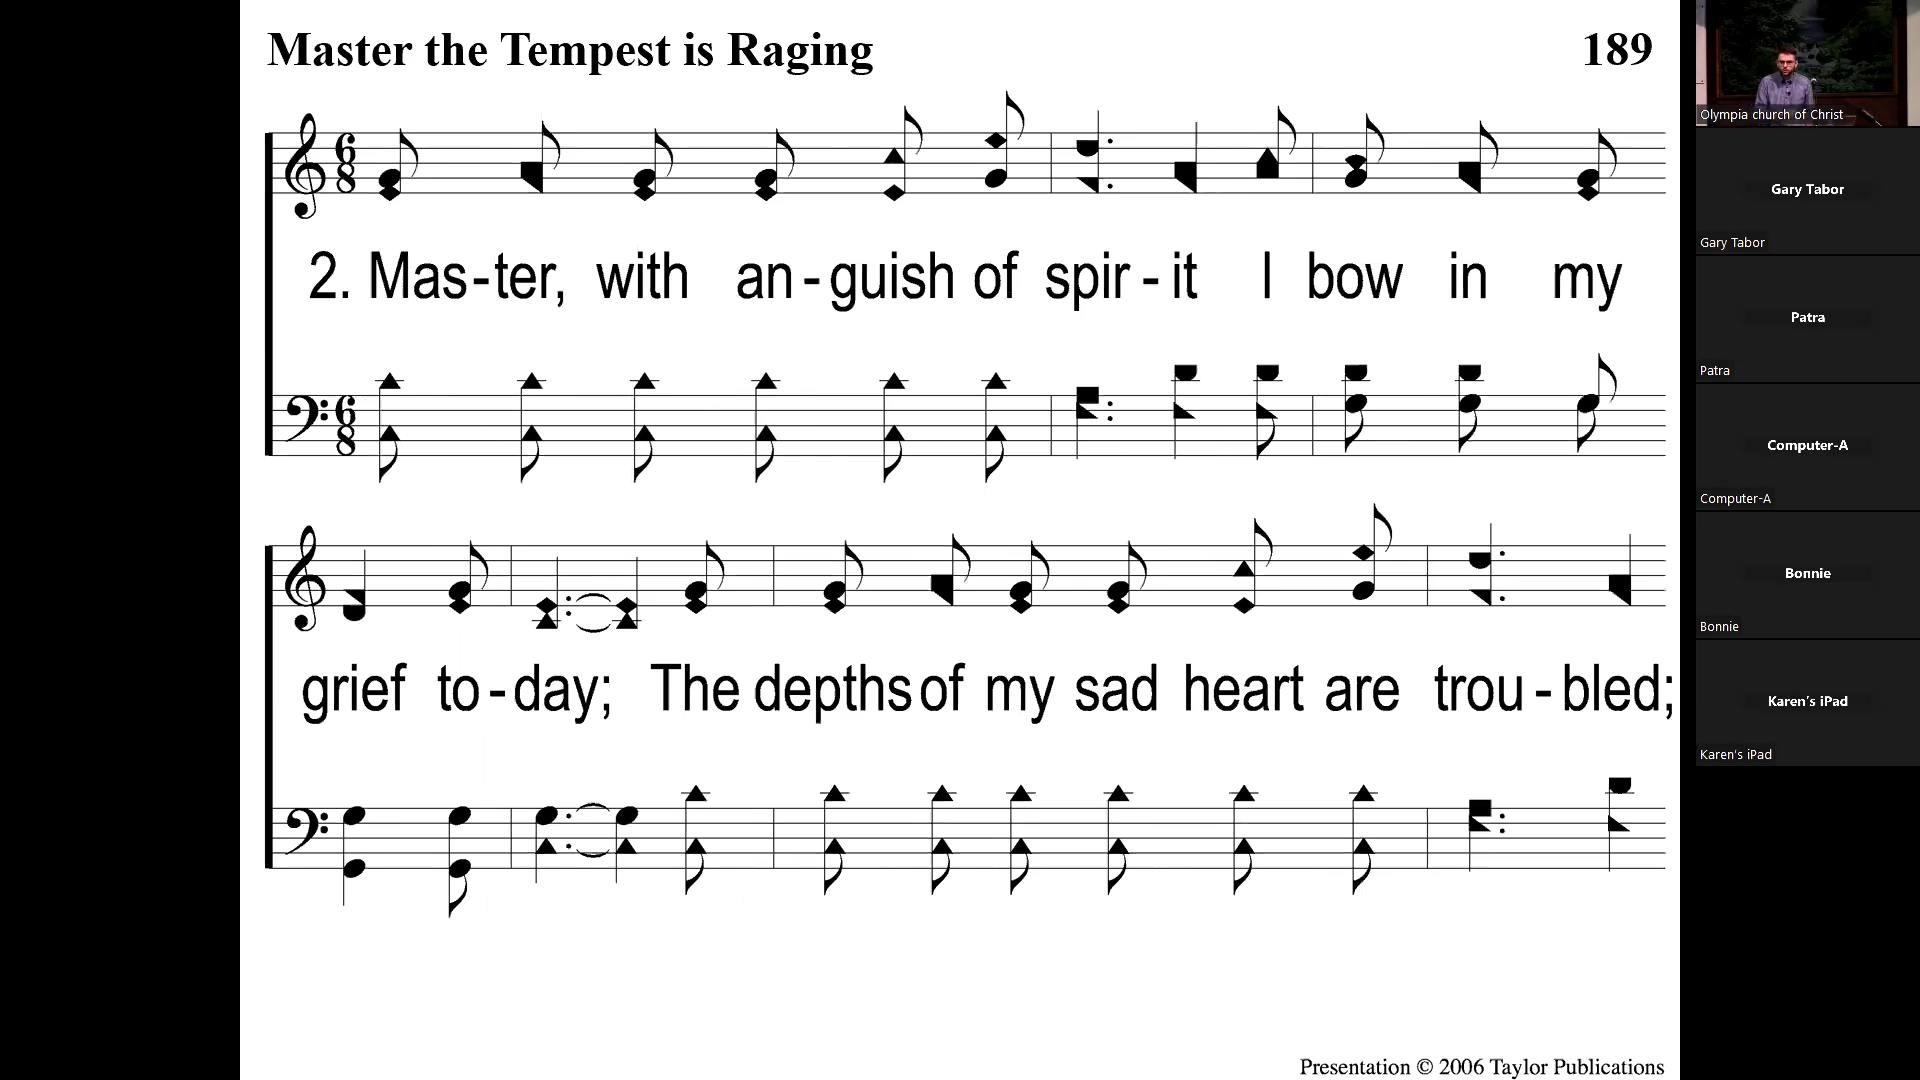 Master the Tempest is Raging
189
2. Mas-ter, with an-guish of spir-it I bow in my
grief to-day; The depths of my sad heart are trou-bled;
Presentation © 2006 Taylor Publications
Olympia church of Christ
Gary Tabor
Gary Tabor
Patra
Patra
Computer-A
Computer-A
Bonnie
Bonnie
Karen's iPad
Karen's iPad